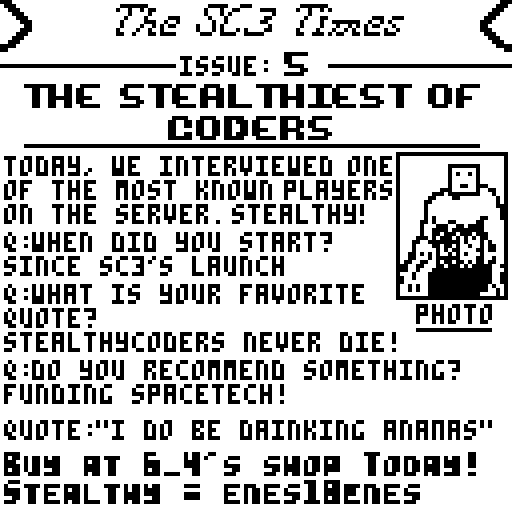 The SC3 Times
ISSUE: 5
THE STEALTHIEST OF
CODERS
TODAY, WE INTERVIEWED ONE
OF THE MOST KNOWN PLAYERS
ON THE SERVER. STEALTHY!
Q:WHEN DID YOU START?
SINCE SC3'S LAUNCH
Q:WHAT IS YOUR FAVORITE
QUOTE?
STEALTHYCODERS NEVER DIE!
Q:DO YOU RECOMMEND SOMETHING?
FUNDING SPACETECH!
PHOTO
QUOTE:"I DO BE DRINKING ANANAS"
BUY AT 6_4'S SHOP TODAY!
STEALTHY = ENES18ENES